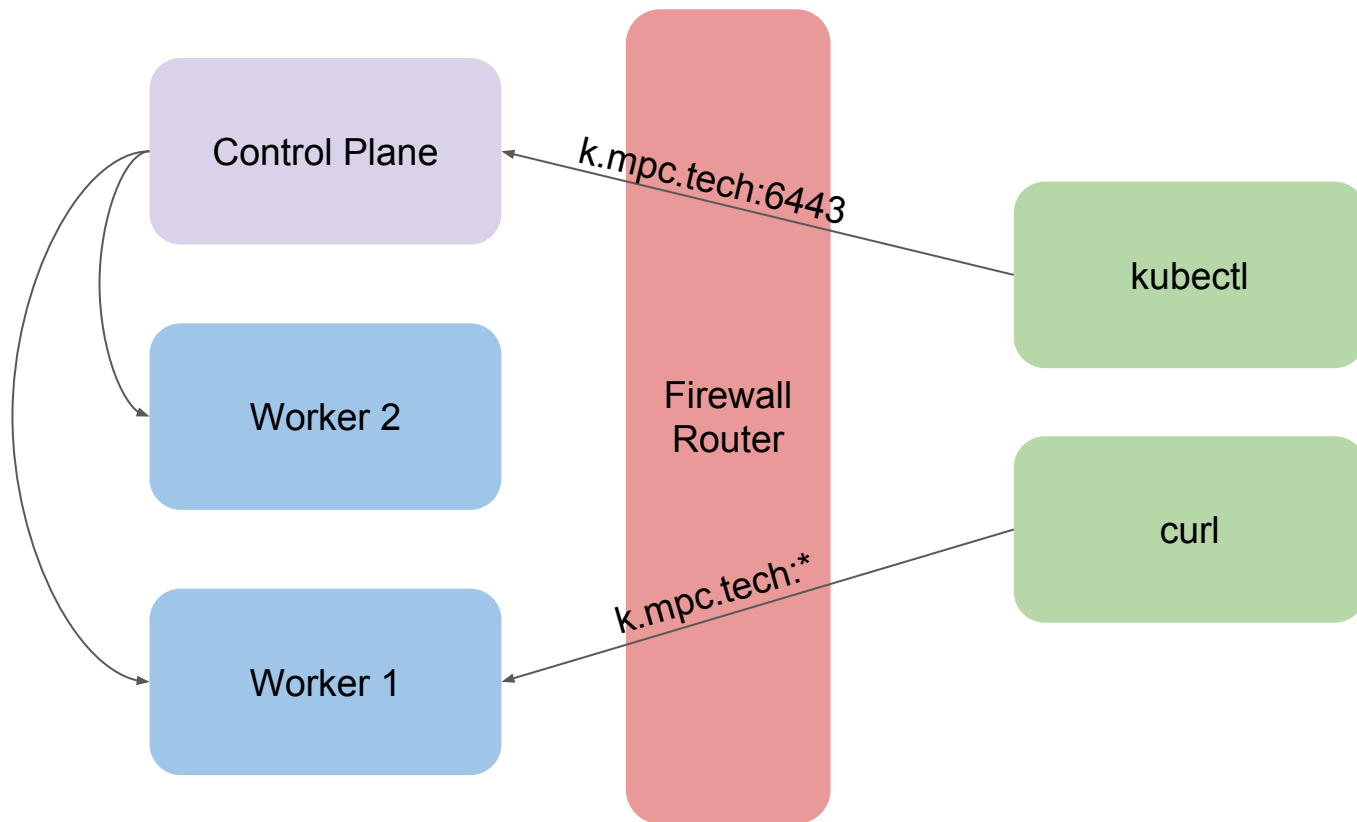 Control Plane
k.mpc.tech:6443
kubectl
Worker 2
Firewall
Router
curl
k.mpc.tech:*
Worker 1